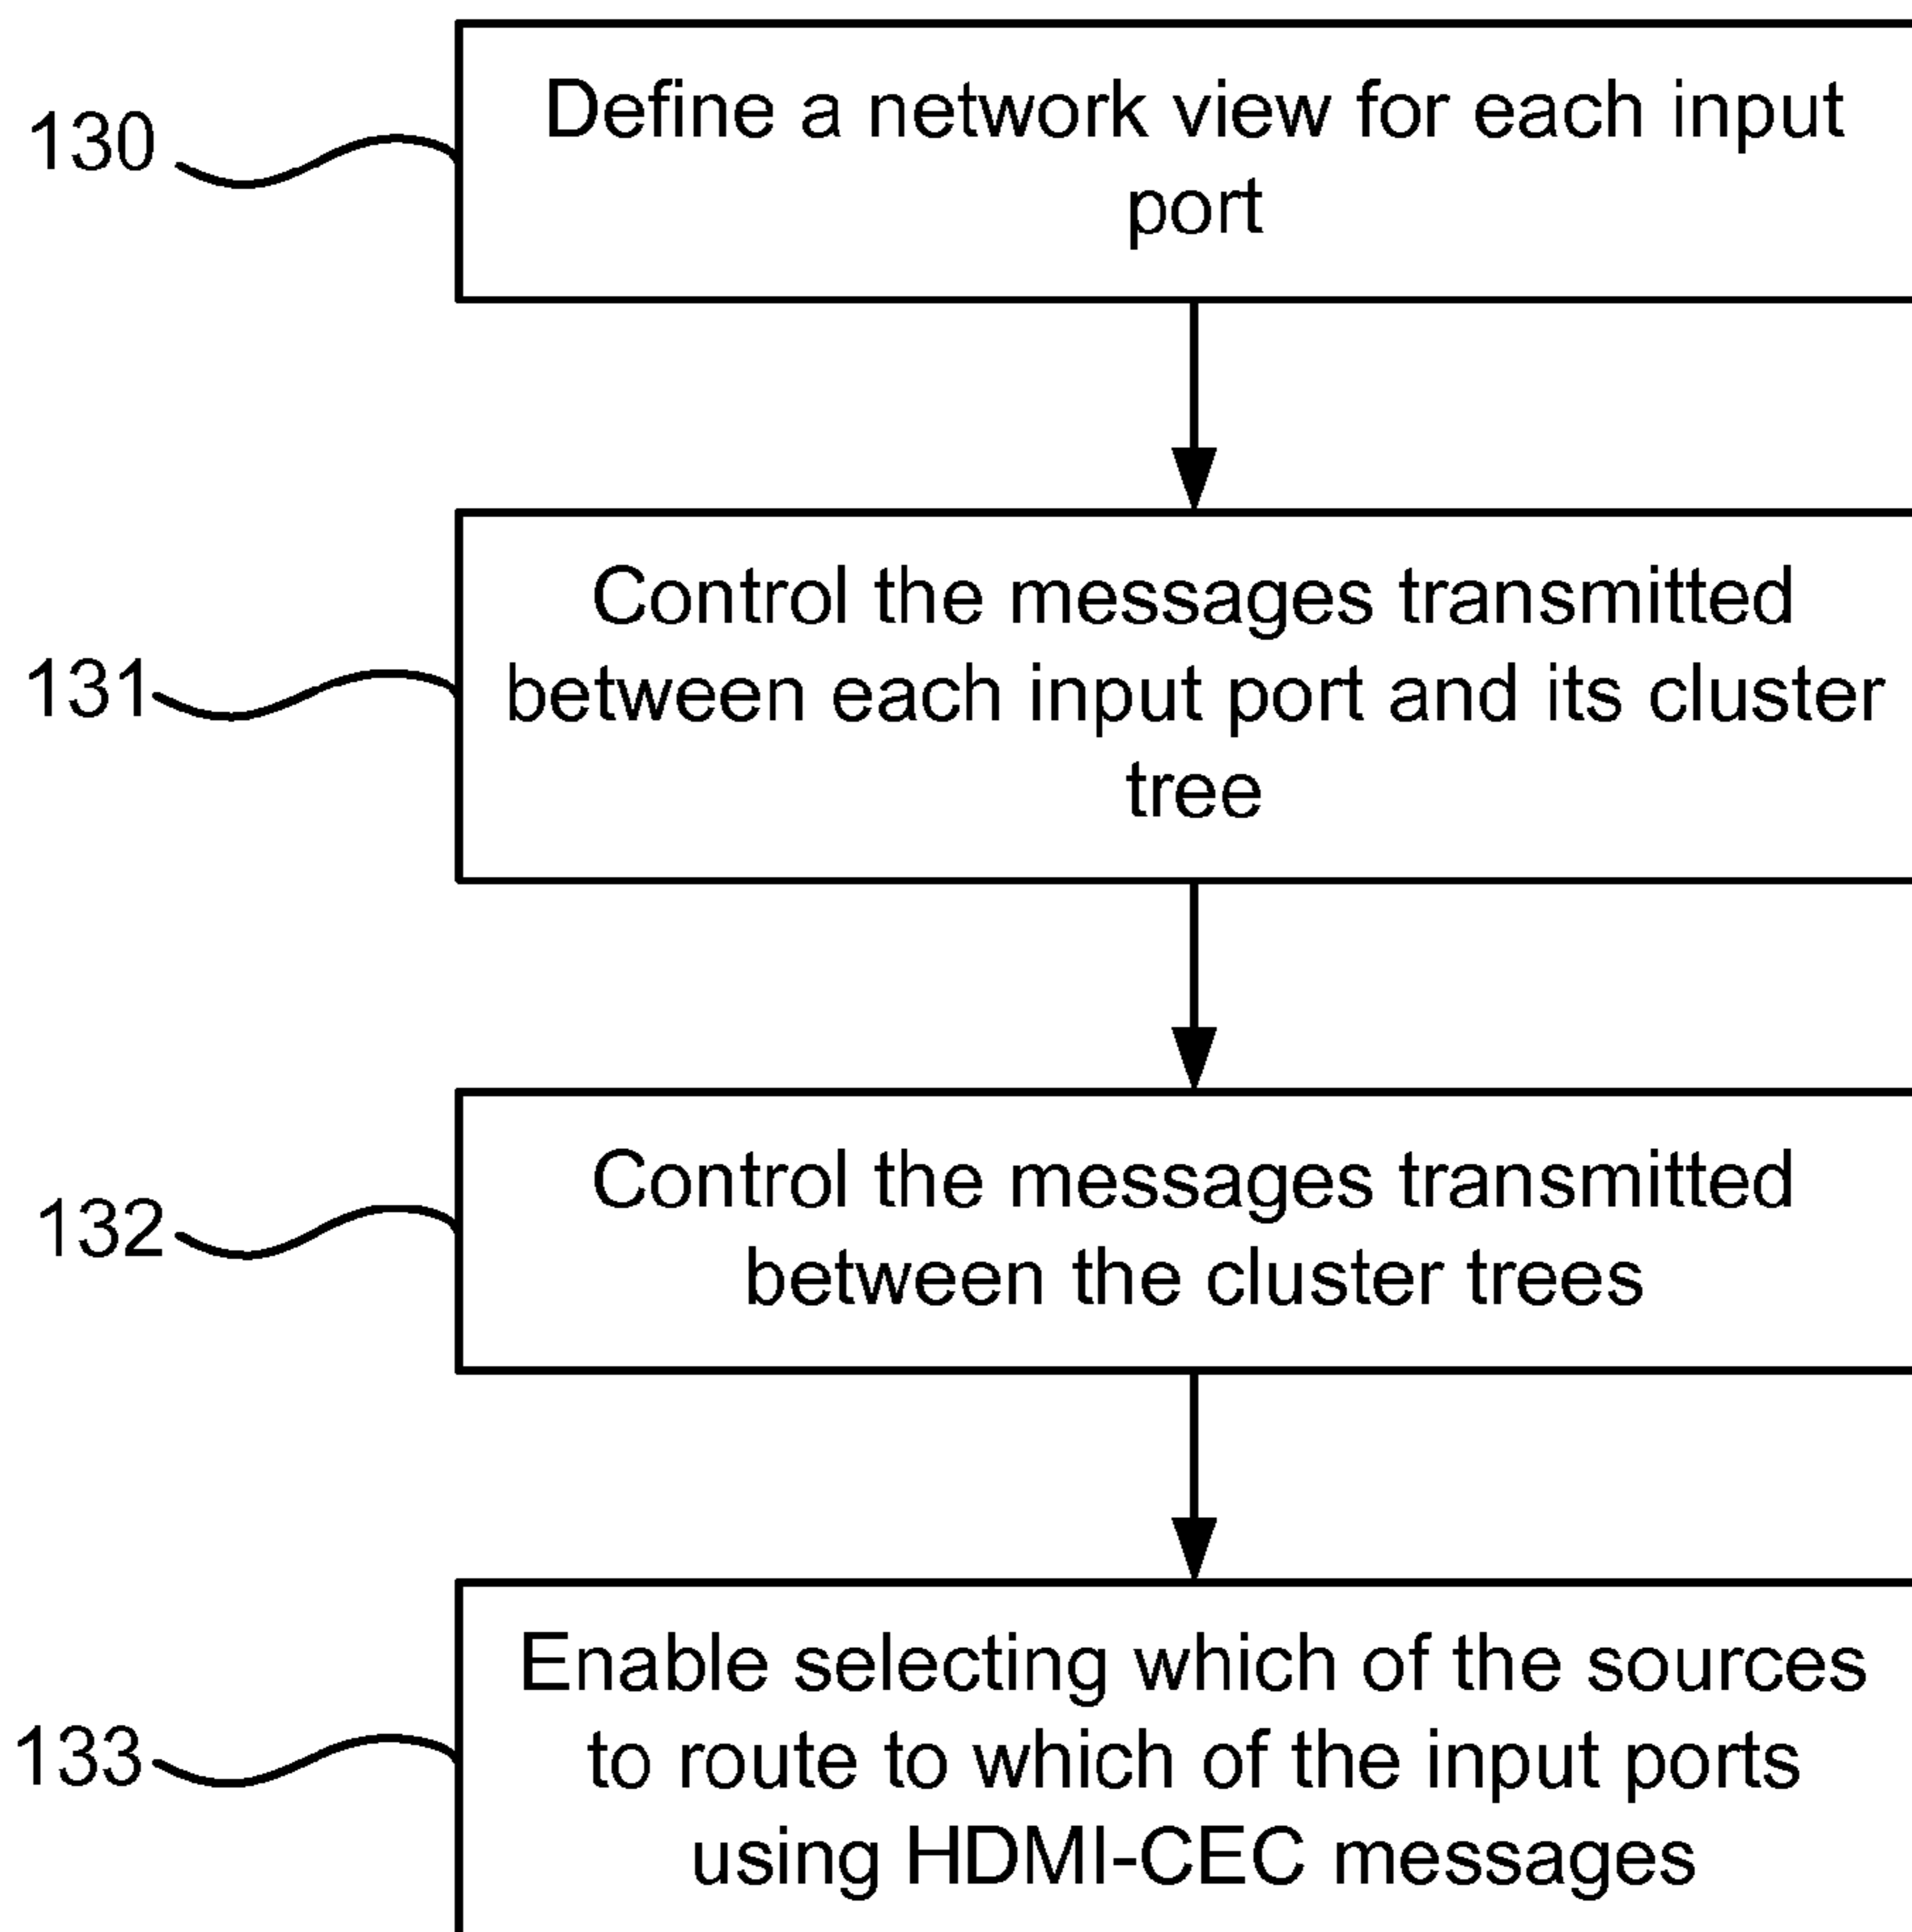 130
Define a network view for each input
port
131
Control the messages transmitted
between each input port and its cluster
tree
132
Control the messages transmitted
between the cluster trees
133
Enable selecting which of the sources
to route to which of the input ports
using HDMI-CEC messages